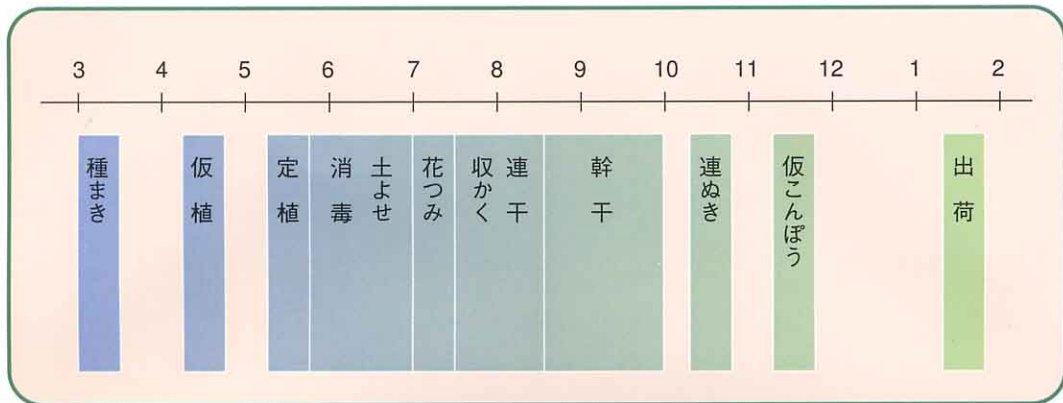 3 4 5 6 7 8 9 10 11 12 1 2
種まき
仮植
定植
消毒
土よせ
花つみ
収かく
連干
幹干
連ぬき
仮こんぽう
出荷